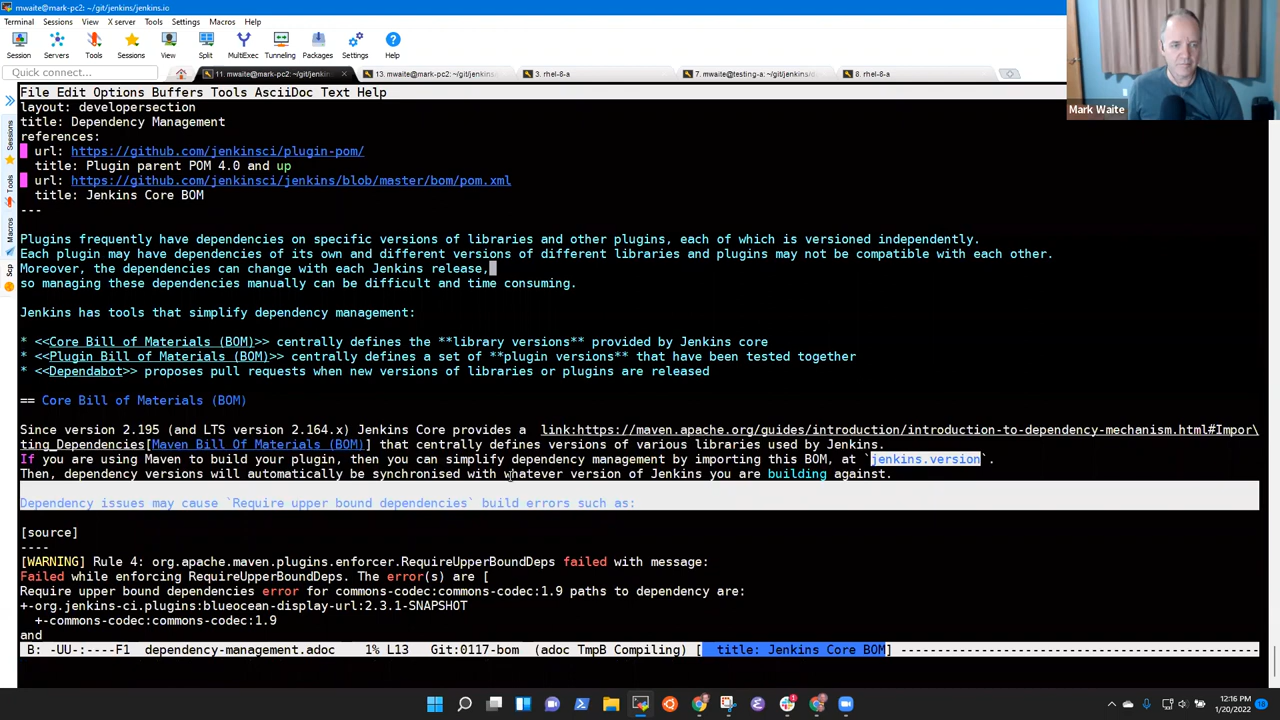 mwaite@mark-pc2: ~/git/jenkins/jenkins.io
Terminal Sessions View X server Tools Settings Macros Help
Session Servers Tools Sessions View Split MultiExec Tunneling Packages Settings Help
Quick connect...
11. mwaite@mark-pc2: ~/git/jenkin 13. mwaite@mark-pc2: ~/git/jenkins 3. rhel-8-a 7. mwaite@testing-a: ~/git/jenkins/d 8. rhel-8-a
Mark Waite
Sessions
Tools
Macros
Scp
File Edit Options Buffers Tools AsciiDoc Text Help
layout: developersection
title: Dependency Management
references:
url: https://github.com/jenkinsci/plugin-pom/
title: Plugin parent POM 4.0 and up
url: https://github.com/jenkinsci/jenkins/blob/master/bom/pom.xml
title: Jenkins Core BOM
---
Plugins frequently have dependencies on specific versions of libraries and other plugins, each of which is versioned independently.
Each plugin may have dependencies of its own and different versions of different libraries and plugins may not be compatible with each other.
Moreover, the dependencies can change with each Jenkins release,
so managing these dependencies manually can be difficult and time consuming.
Jenkins has tools that simplify dependency management:
* <<Core Bill of Materials (BOM)>> centrally defines the **library versions** provided by Jenkins core
* <<Plugin Bill of Materials (BOM)>> centrally defines a set of **plugin versions** that have been tested together
* <<Dependabot>> proposes pull requests when new versions of libraries or plugins are released
== Core Bill of Materials (BOM)
Since version 2.195 (and LTS version 2.164.x) Jenkins Core provides a link:https://maven.apache.org/guides/introduction/introduction-to-dependency-mechanism.html#Impor\
ting_Dependencies[Maven Bill Of Materials (BOM)] that centrally defines versions of various libraries used by Jenkins.
If you are using Maven to build your plugin, then you can simplify dependency management by importing this BOM, at `jenkins.version`.
Then, dependency versions will automatically be synchronised with whatever version of Jenkins you are building against.
Dependency issues may cause `Require upper bound dependencies` build errors such as:
[source]
----
[WARNING] Rule 4: org.apache.maven.plugins.enforcer.RequireUpperBoundDeps failed with message:
Failed while enforcing RequireUpperBoundDeps. The error(s) are [
Require upper bound dependencies error for commons-codec:commons-codec:1.9 paths to dependency are:
+-org.jenkins-ci.plugins:blueocean-display-url:2.3.1-SNAPSHOT
+-commons-codec:commons-codec:1.9
and
B: -UU-:----F1 dependency-management.adoc 1% L13 Git:0117-bom (adoc TmpB Compiling) [ title: Jenkins Core BOM] ----------
12:16 PM
1/20/2022